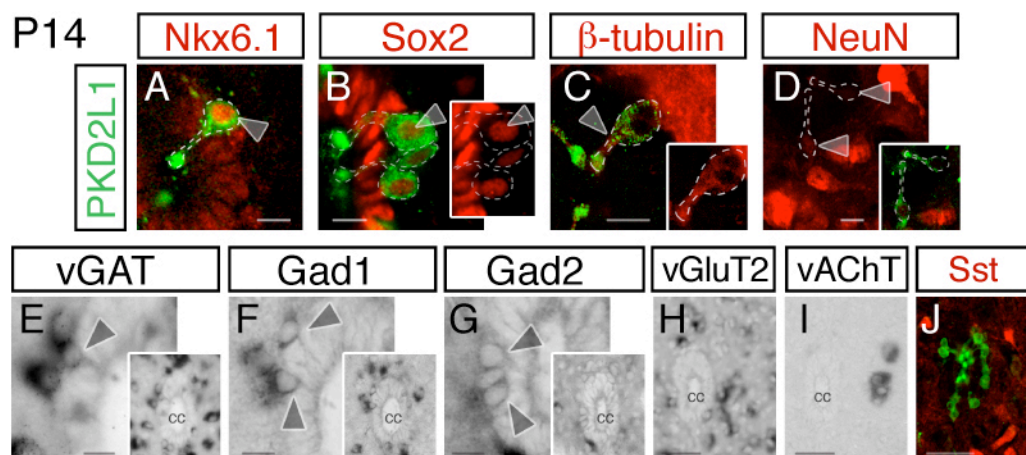 P14
Nkx6.1 Sox2 β-tubulin NeuN
PKD2L1
A B C D
vGAT Gad1 Gad2 vGluT2 vAChT Sst
E F G H I J
cc cc cc cc cc